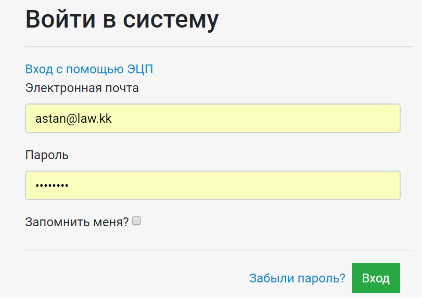 Войти в систему
Вход с помощью ЭЦП
Электронная почта
astan@law.kk
Пароль
••••••••
Запомнить меня?
Забыли пароль? Вход